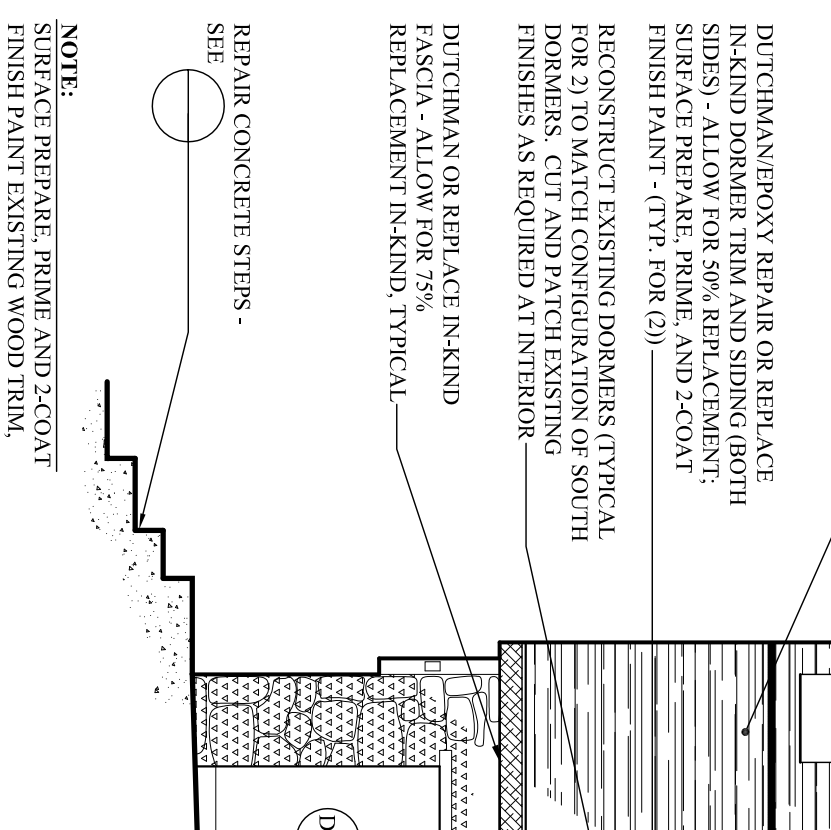 DUTCHMAN/EPOXY REPAIR OR REPLACE
IN-KIND DORMER TRIM AND SIDING (BOTH
SIDES) - ALLOW FOR 50% REPLACEMENT;
SURFACE PREPARE, PRIME, AND 2-COAT
FINISH PAINT - (TYP. FOR (2))
RECONSTRUCT EXISTING DORMERS (TYPICAL
FOR 2) TO MATCH CONFIGURATION OF SOUTH
DORMERS. CUT AND PATCH EXISTING
FINISHES AS REQUIRED AT INTERIOR
DUTCHMAN OR REPLACE IN-KIND
FASCIA - ALLOW FOR 75%
REPLACEMENT IN-KIND, TYPICAL
REPAIR CONCRETE STEPS -
SEE
NOTE:
SURFACE PREPARE, PRIME AND 2-COAT
FINISH PAINT EXISTING WOOD TRIM,
D